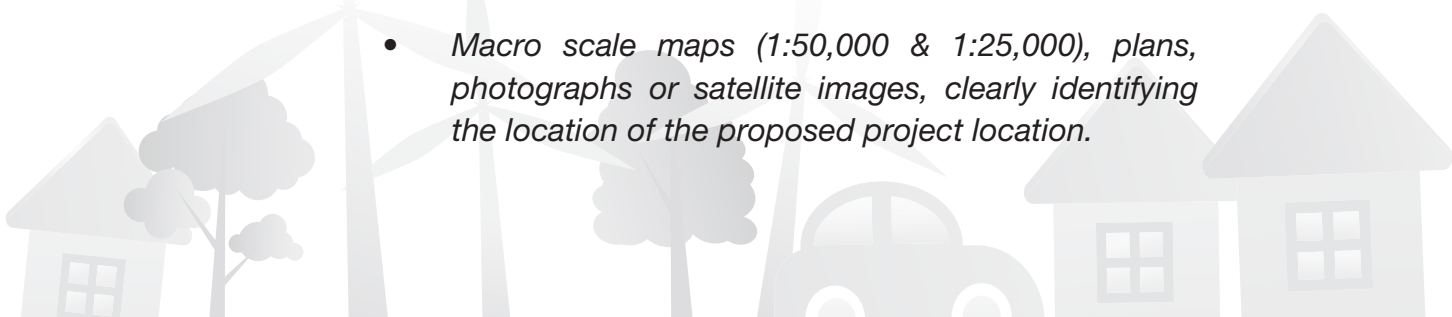 • Macro scale maps (1:50,000 & 1:25,000), plans,
photographs or satellite images, clearly identifying
the location of the proposed project location.